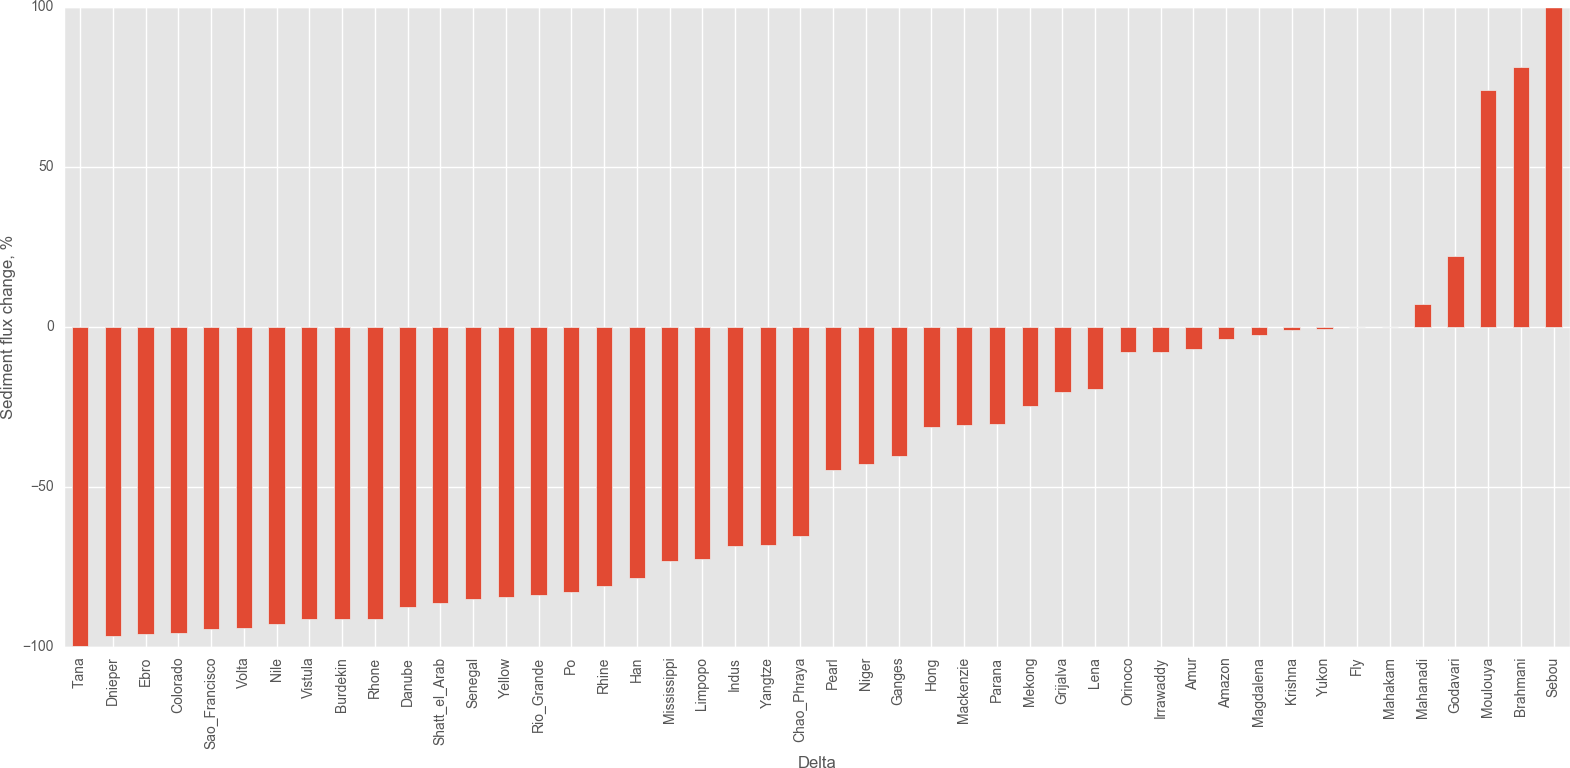 100
50
0
−50
−100
Sediment flux change, %
Tana
Dnieper
Ebro
Colorado
Sao_Francisco
Volta
Nile
Vistula
Burdekin
Rhone
Danube
Shatt_el_Arab
Senegal
Yellow
Rio_Grande
Po
Rhine
Han
Mississippi
Limpopo
Indus
Yangtze
Chao_Phraya
Pearl
Niger
Ganges
Hong
Mackenzie
Parana
Mekong
Grijalva
Lena
Orinoco
Irrawaddy
Amur
Amazon
Magdalena
Krishna
Yukon
Fly
Mahakam
Mahanadi
Godavari
Moulouya
Brahmani
Sebou
Delta